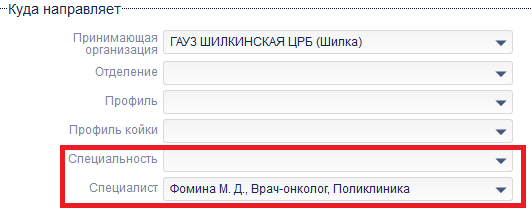 Куда направляет
Принимающая организация ГАУЗ ШИЛКИНСКАЯ ЦРБ (Шилка)
Отделение
Профиль
Профиль койки
Специальность
Специалист Фомина М. Д., Врач-онколог, Поликлиника